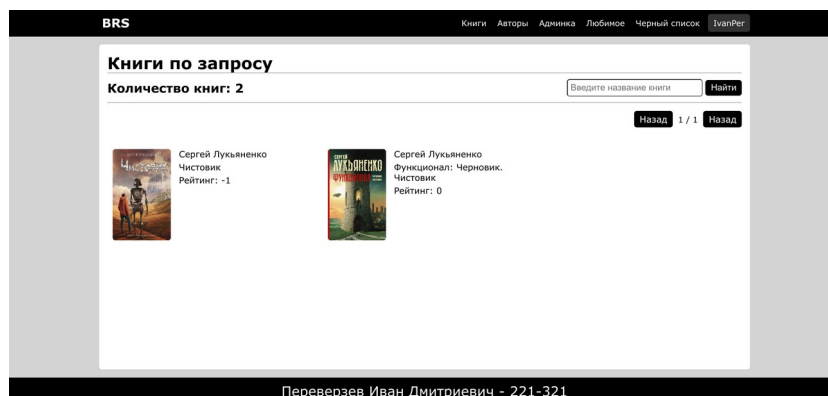 BRS
Книги Авторы Админка Любимое Черный список IvanPer
Книги по запросу
Количество книг: 2
Введите название книги Найти
Назад 1 / 1 Назад
Сергей Лукьяненко
Чистовик
Рейтинг: -1
СЕРГЕЙ
ЛУКЬЯНЕНКО
Сергей Лукьяненко
Функционал: Черновик.
Чистовик
Рейтинг: 0
Переверзев Иван Дмитриевич - 221-321